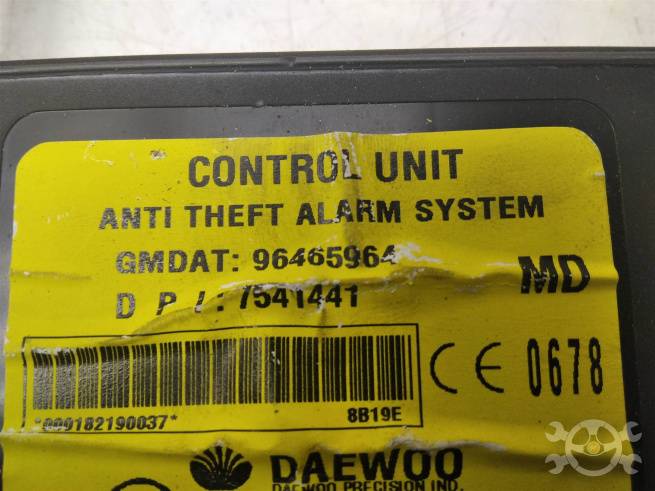 CONTROL UNIT
ANTI THEFT ALARM SYSTEM
GMDAT: 96465964
D P I: 7541441
MD
CE 0678
*000182190037*
8B19E
DAEWOO
DAEWOO PRECISION IND.